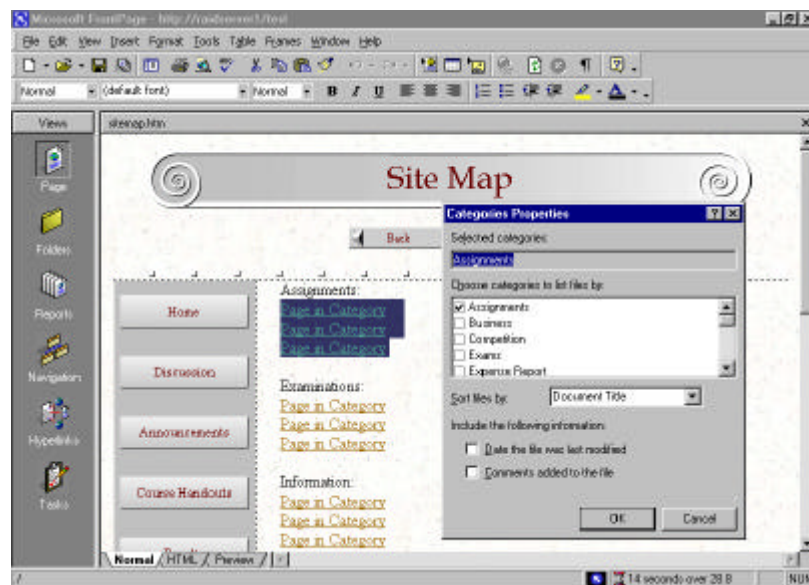 Microsoft FrontPage - http://rawbserver1/test
File Edit View Insert Format Tools Table Frames Window Help
Normal (default font) Normal B I U A
Views sitemap.htm
Page
Folders
Reports
Navigation
Hyperlinks
Tasks
Site Map
Back
Home
Discussion
Announcements
Course Handouts
Assignments:
Page in Category
Page in Category
Page in Category
Examinations:
Page in Category
Page in Category
Page in Category
Information:
Page in Category
Page in Category
Page in Category
Categories Properties
Selected categories:
Assignments
Choose categories to list files by:
Assignments
Business
Competition
Exams
Expense Report
Sort files by: Document Title
Include the following information:
Date the file was last modified
Comments added to the file
OK Cancel
Normal HTML Preview
14 seconds over 28.8 NUM